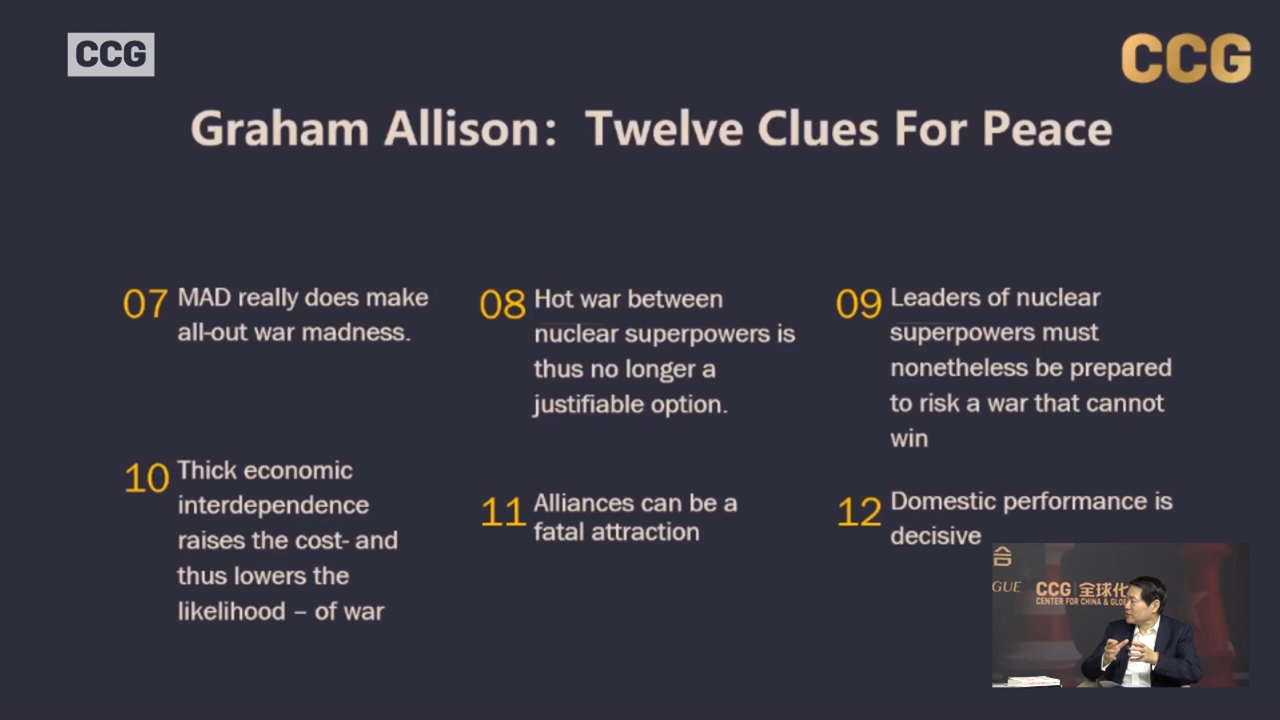 CCG
CCG
Graham Allison：Twelve Clues For Peace
07
MAD really does make
all-out war madness.
08
Hot war between
nuclear superpowers is
thus no longer a
justifiable option.
09
Leaders of nuclear
superpowers must
nonetheless be prepared
to risk a war that cannot
win
10
Thick economic
interdependence
raises the cost- and
thus lowers the
likelihood – of war
11
Alliances can be a
fatal attraction
12
Domestic performance is
decisive
GUE
CCG 全球化
CENTER FOR CHINA & GLO